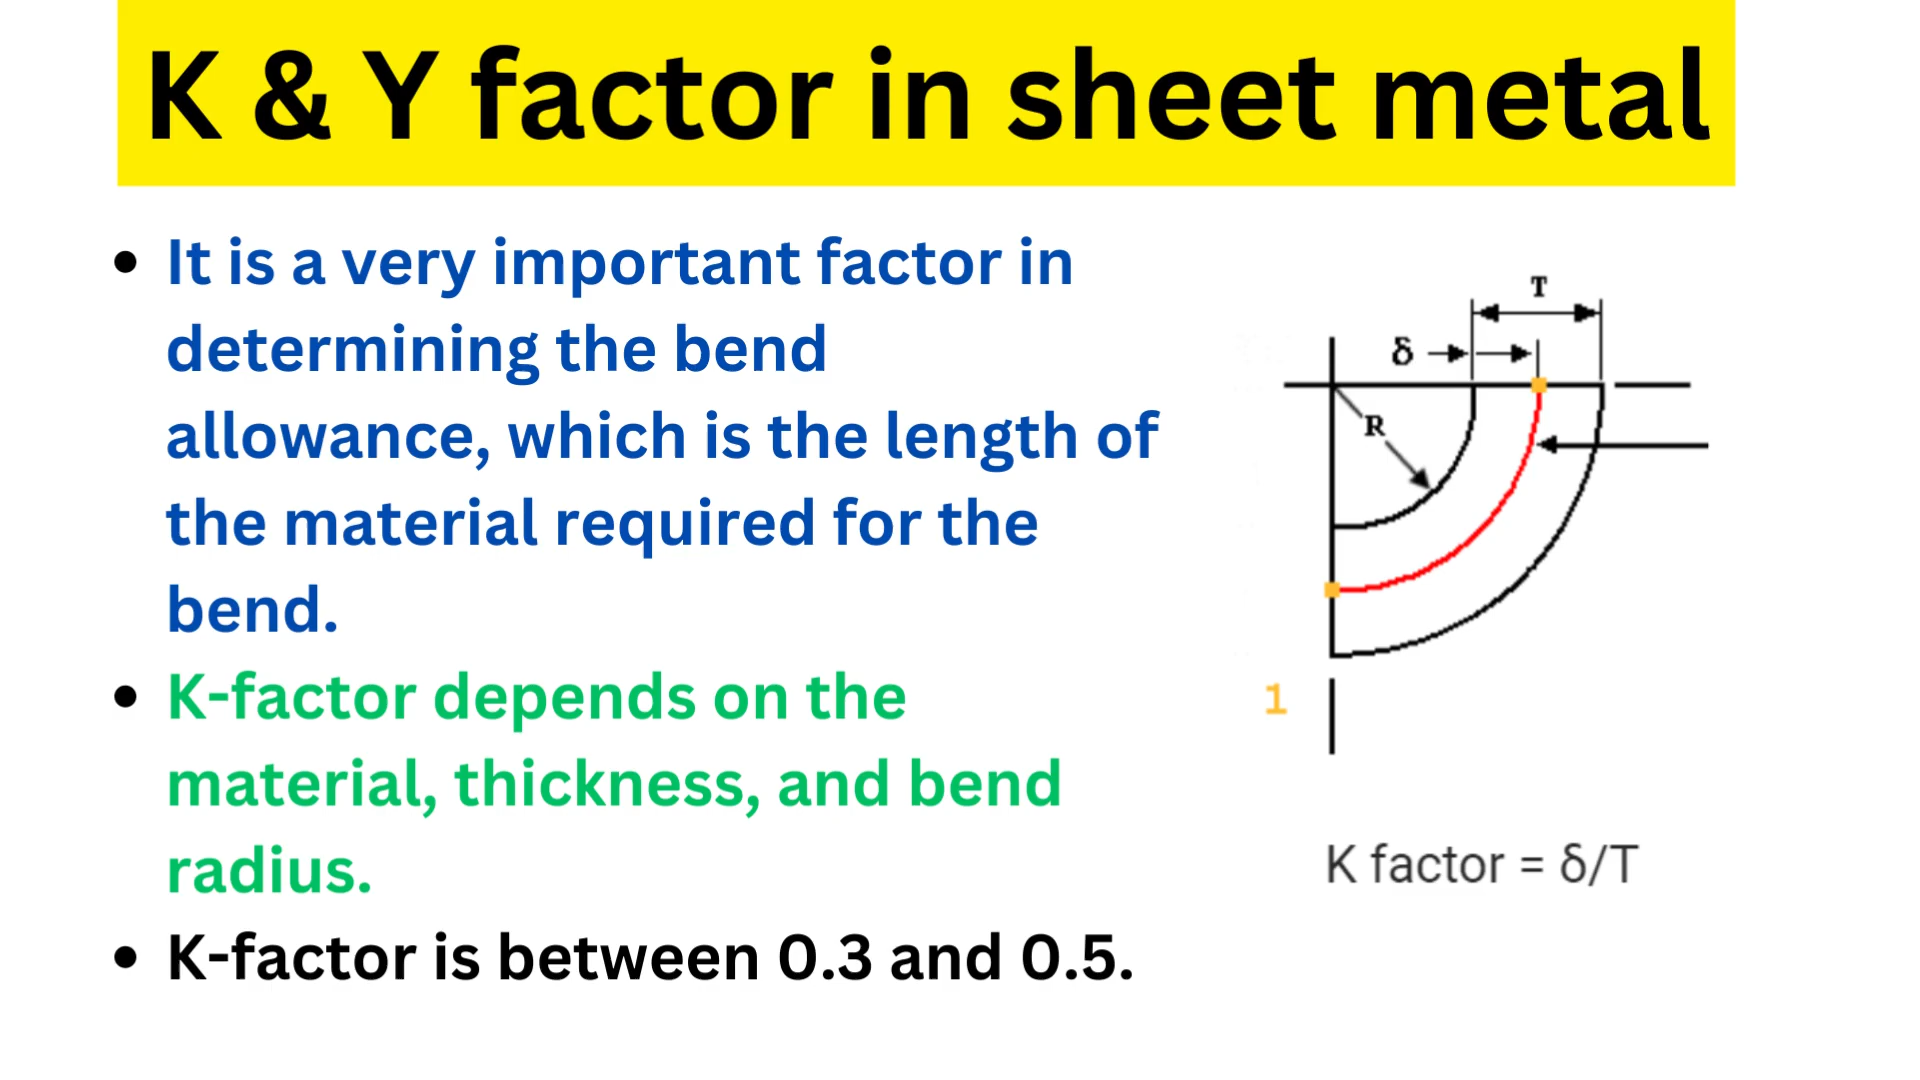 K & Y factor in sheet metal
• It is a very important factor in
determining the bend
allowance, which is the length of
the material required for the
bend.
• K-factor depends on the
material, thickness, and bend
radius.
• K-factor is between 0.3 and 0.5.
T
δ
R
1
K factor = δ/T